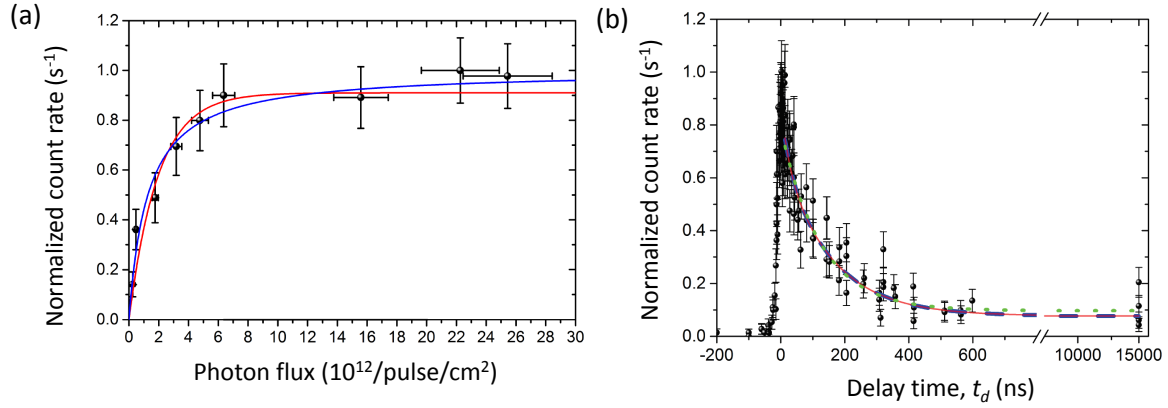 (a)
Normalized count rate (s⁻¹)
1.2
1.0
0.8
0.6
0.4
0.2
0.0
0 2 4 6 8 10 12 14 16 18 20 22 24 26 28 30
Photon flux (10¹²/pulse/cm²)
(b)
Normalized count rate (s⁻¹)
1.2
1.0
0.8
0.6
0.4
0.2
0.0
-200 0 200 400 600 10000 15000
Delay time, t_d (ns)